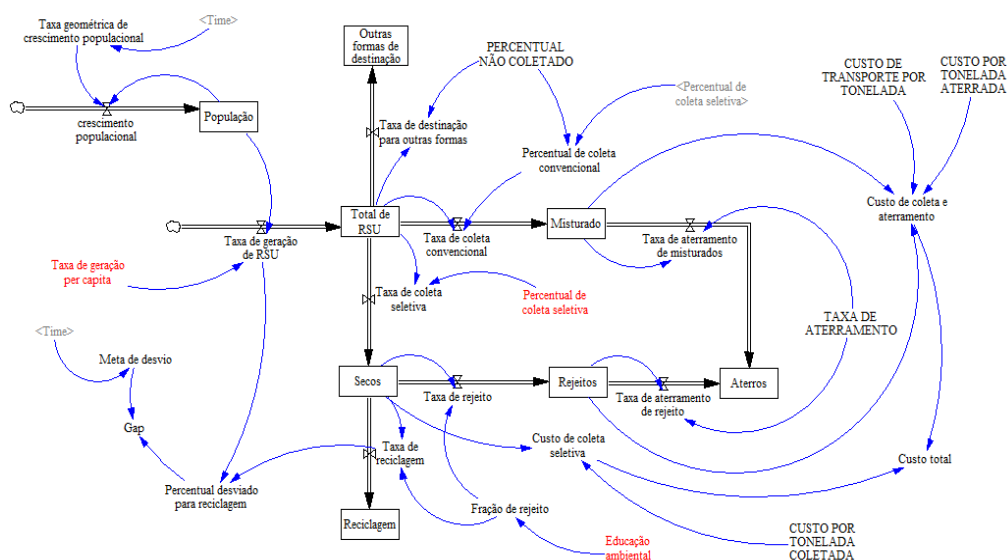 Taxa geométrica de
crescimento populacional
<Time>
Outras
formas de
destinação
PERCENTUAL
NÃO COLETADO
CUSTO DE
TRANSPORTE POR
TONELADA
CUSTO POR
TONELADA
ATERRADA
<Percentual de
coleta seletiva>
crescimento
populacional
População
Taxa de destinação
para outras formas
Percentual de coleta
convencional
Custo de coleta e
aterramento
Total de
RSU
Misturado
Taxa de geração
de RSU
Taxa de coleta
convencional
Taxa de aterramento
de misturados
Taxa de geração
per capita
Taxa de coleta
seletiva
Percentual de
coleta seletiva
TAXA DE
ATERRAMENTO
<Time>
Meta de desvio
Gap
Secos
Taxa de rejeito
Rejeitos
Taxa de aterramento
de rejeito
Aterros
Taxa de
reciclagem
Custo de coleta
seletiva
Custo total
Percentual desviado
para reciclagem
Reciclagem
Fração de rejeito
Educação
ambiental
CUSTO POR
TONELADA
COLETADA